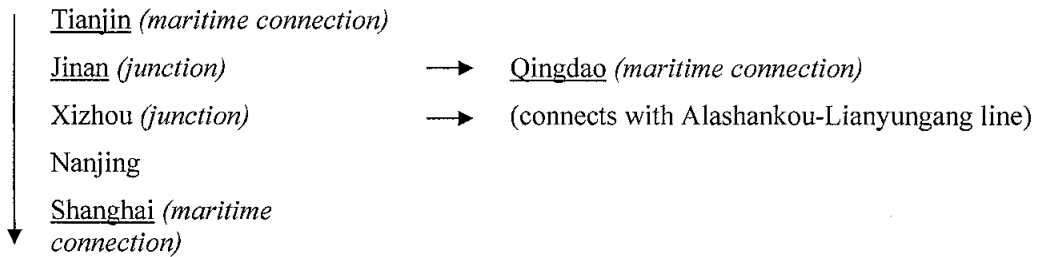 Tianjin (maritime connection)
Jinan (junction) → Qingdao (maritime connection)
Xizhou (junction) → (connects with Alashankou-Lianyungang line)
Nanjing
Shanghai (maritime
connection)